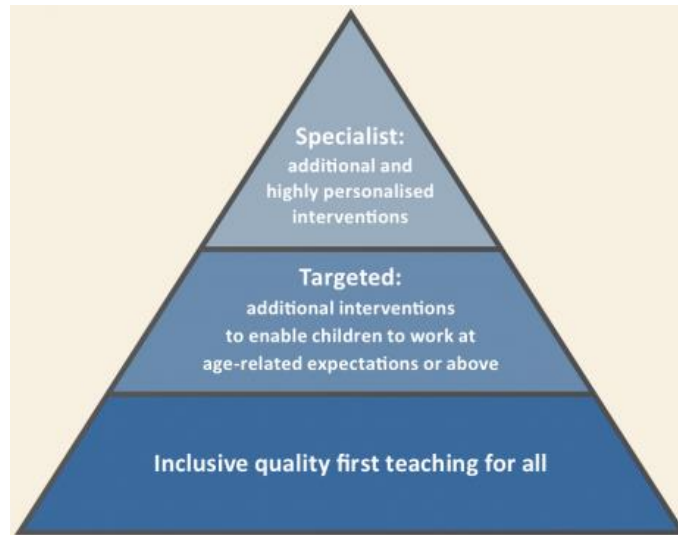 Specialist:
additional and
highly personalised
interventions
Targeted:
additional interventions
to enable children to work at
age-related expectations or above
Inclusive quality first teaching for all